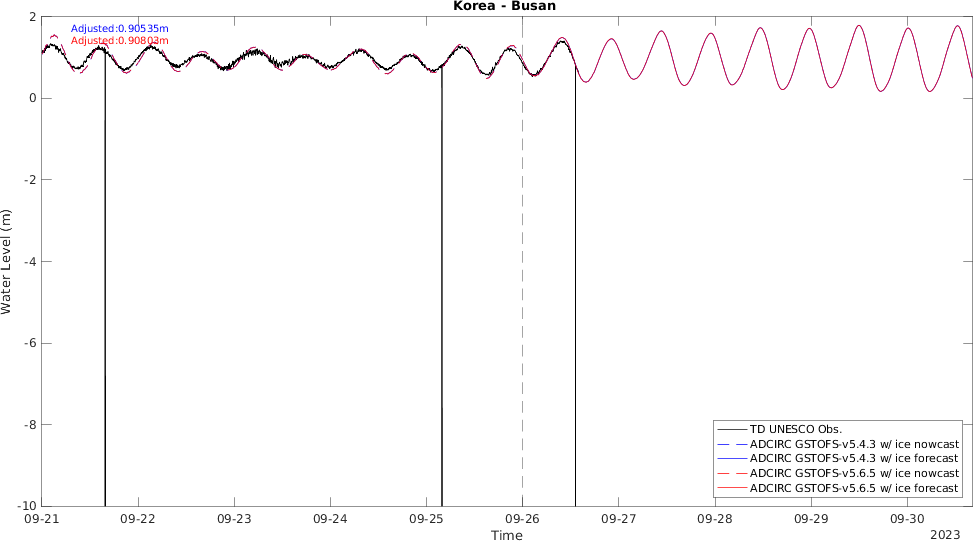 Korea - Busan
Adjusted:0.90535m
Adjusted:0.90803m
2
0
-2
-4
-6
-8
-10
Water Level (m)
09-21 09-22 09-23 09-24 09-25 09-26 09-27 09-28 09-29 09-30
Time
2023
TD UNESCO Obs.
ADCIRC GSTOFS-v5.4.3 w/ ice nowcast
ADCIRC GSTOFS-v5.4.3 w/ ice forecast
ADCIRC GSTOFS-v5.6.5 w/ ice nowcast
ADCIRC GSTOFS-v5.6.5 w/ ice forecast